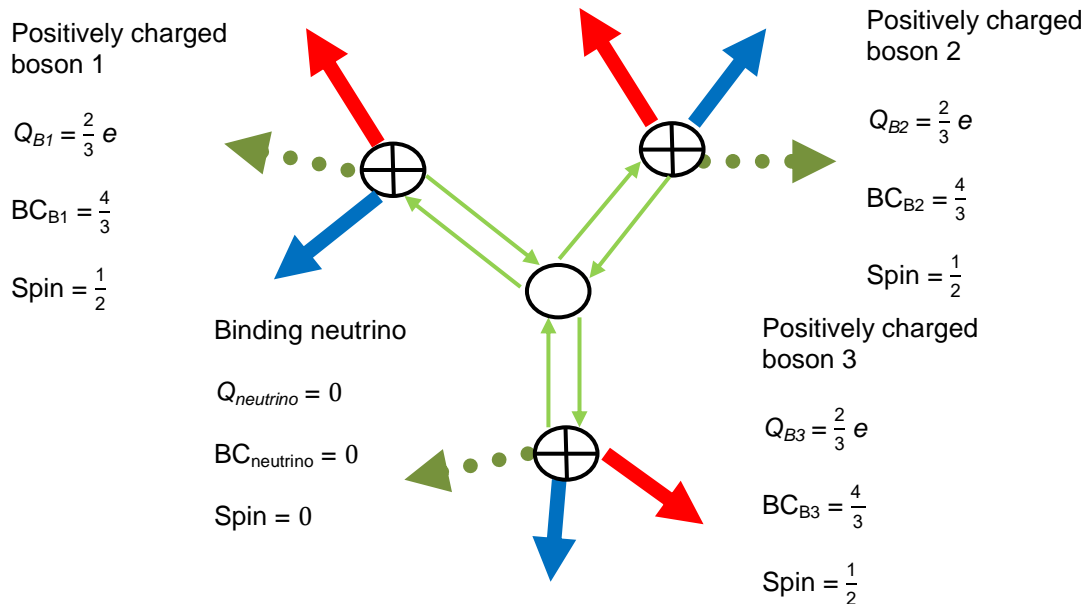 Positively charged
boson 1
Q_B1 = 2/3 e
BC_B1 = 4/3
Spin = 1/2
Positively charged
boson 2
Q_B2 = 2/3 e
BC_B2 = 4/3
Spin = 1/2
Binding neutrino
Q_neutrino = 0
BC_neutrino = 0
Spin = 0
Positively charged
boson 3
Q_B3 = 2/3 e
BC_B3 = 4/3
Spin = 1/2